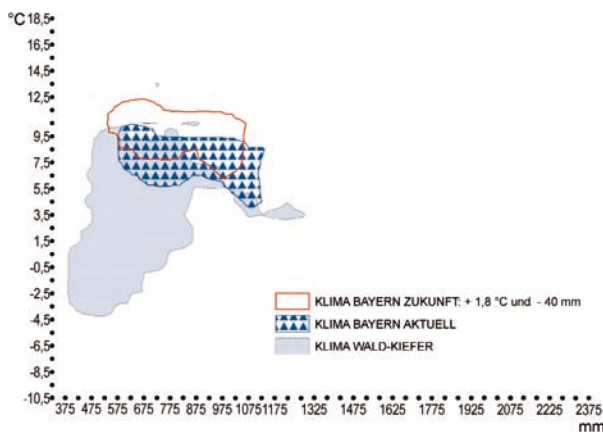 °C 18,5
16,5
14,5
12,5
9,5
7,5
5,5
3,5
1,5
-0,5
-2,5
-4,5
-6,5
-8,5
-10,5
KLIMA BAYERN ZUKUNFT: + 1,8 °C und - 40 mm
KLIMA BAYERN AKTUELL
KLIMA WALD-KIEFER
375 475 575 675 775 875 975 1075 1175 1325 1425 1525 1625 1775 1925 2075 2225 2375
mm